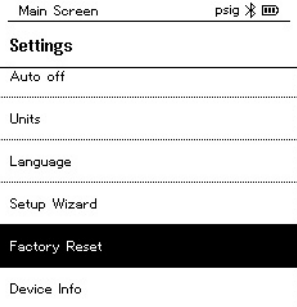 Main Screen psig
Settings
Auto off
Units
Language
Setup Wizard
Factory Reset
Device Info